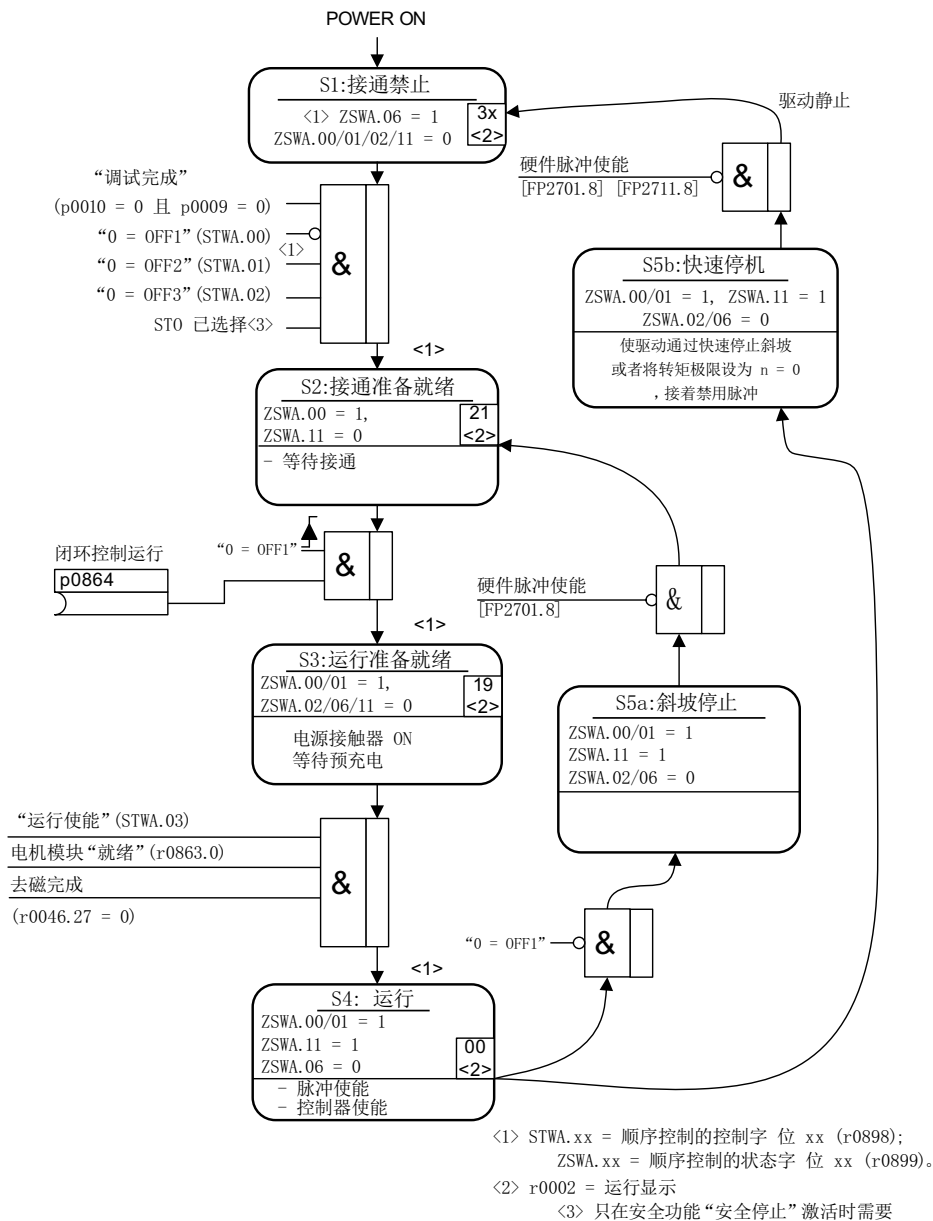 POWER ON
S1:接通禁止
<1> ZSWA.06 = 1
ZSWA.00/01/02/11 = 0
3x
<2>
驱动静止
硬件脉冲使能
[FP2701.8] [FP2711.8]
&
“调试完成”
(p0010 = 0 且 p0009 = 0)
“0 = OFF1”(STWA.00)
<1>
“0 = OFF2”(STWA.01)
“0 = OFF3”(STWA.02)
STO 已选择<3>
&
<1>
S5b:快速停机
ZSWA.00/01 = 1, ZSWA.11 = 1
ZSWA.02/06 = 0
使驱动通过快速停止斜坡
或者将转矩极限设为 n = 0
,接着禁用脉冲
S2:接通准备就绪
ZSWA.00 = 1,
ZSWA.11 = 0
21
<2>
- 等待接通
“0 = OFF1”
&
闭环控制运行
p0864
<1>
硬件脉冲使能
[FP2701.8]
&
S3:运行准备就绪
ZSWA.00/01 = 1,
ZSWA.02/06/11 = 0
19
<2>
电源接触器 ON
等待预充电
S5a:斜坡停止
ZSWA.00/01 = 1
ZSWA.11 = 1
ZSWA.02/06 = 0
“运行使能”(STWA.03)
电机模块“就绪”(r0863.0)
去磁完成
(r0046.27 = 0)
&
<1>
“0 = OFF1”
&
S4: 运行
ZSWA.00/01 = 1
ZSWA.11 = 1
ZSWA.06 = 0
00
<2>
- 脉冲使能
- 控制器使能
<1> STWA.xx = 顺序控制的控制字 位 xx (r0898);
ZSWA.xx = 顺序控制的状态字 位 xx (r0899)。
<2> r0002 = 运行显示
<3> 只在安全功能“安全停止”激活时需要